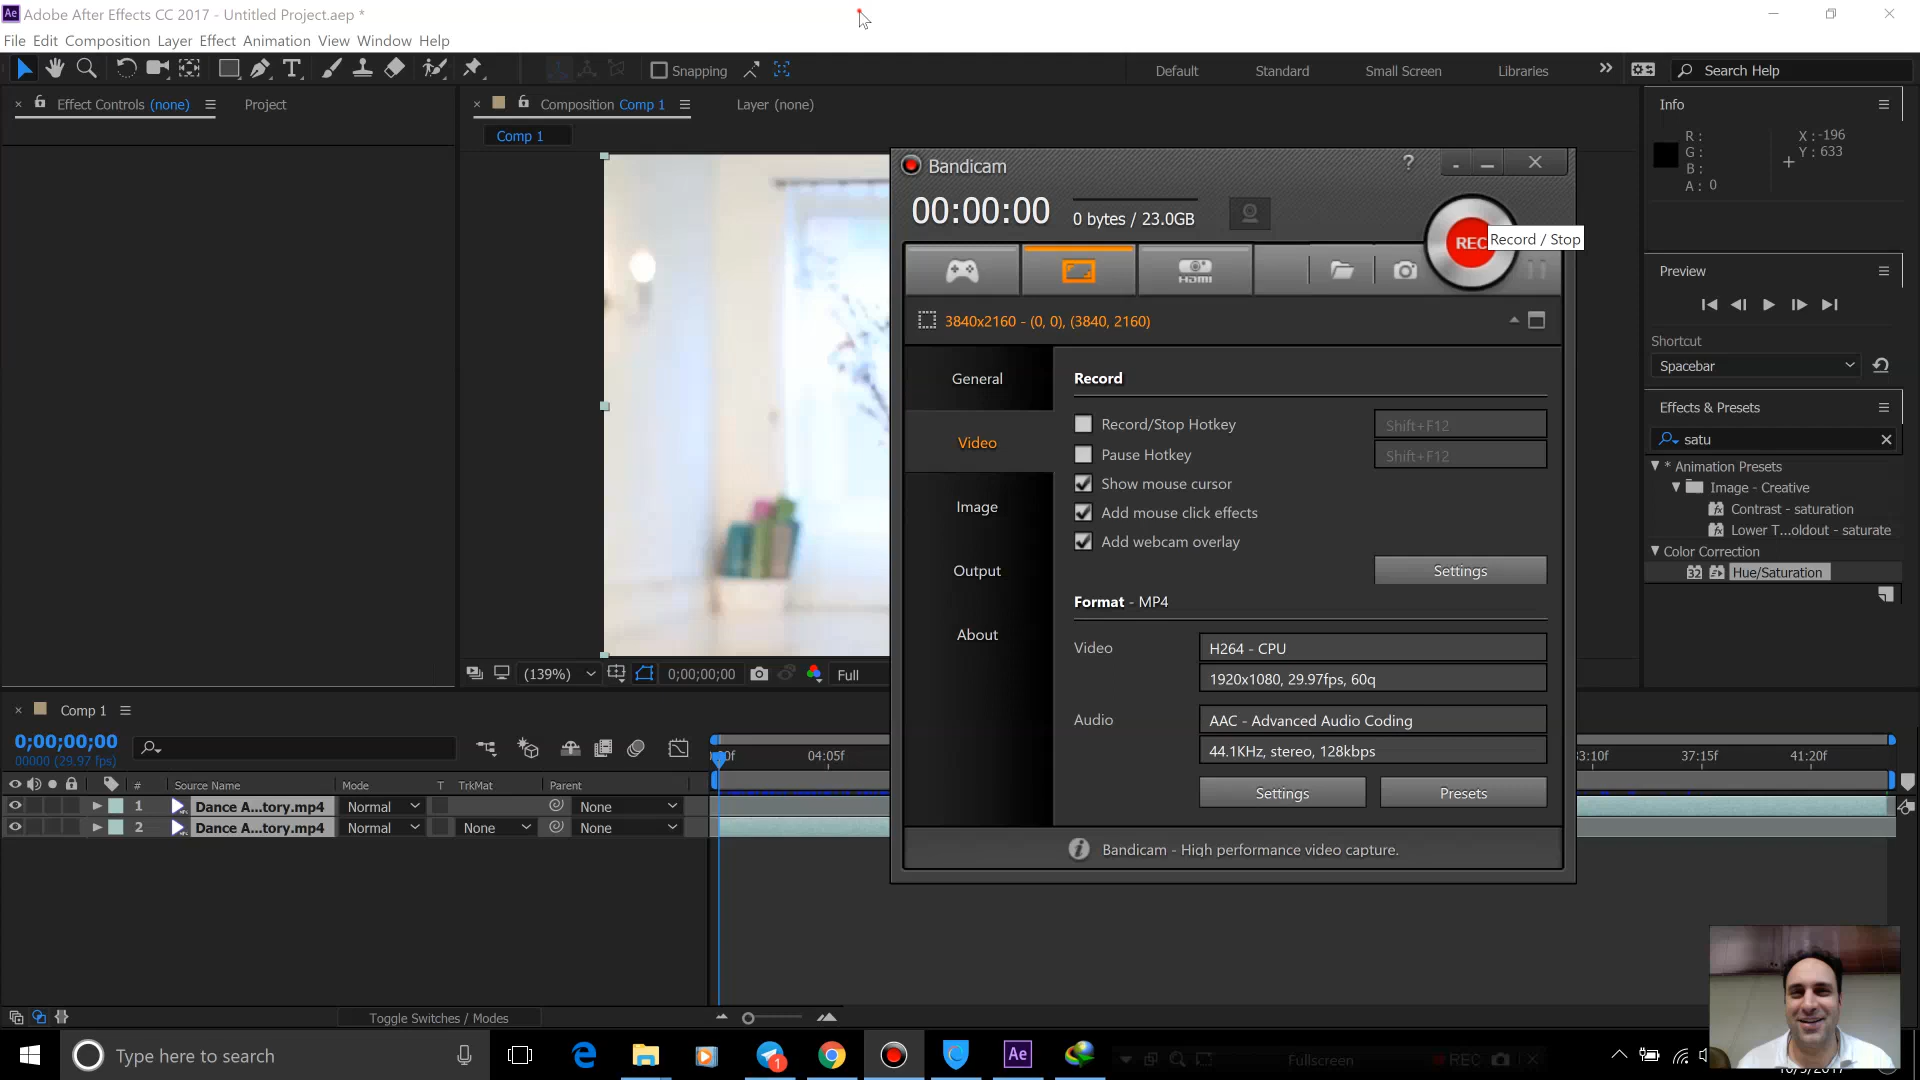 Ae Adobe After Effects CC 2017 - Untitled Project.aep *
File Edit Composition Layer Effect Animation View Window Help
T Snapping Default Standard Small Screen Libraries Search Help
Effect Controls (none) Project
Composition Comp 1 Layer (none)
Comp 1
Info
R :
G :
B :
A : 0
X : -196
Y : 633
Bandicam
00:00:00 0 bytes / 23.0GB
REC
Record / Stop
HDMI
3840x2160 - (0, 0), (3840, 2160)
General
Video
Image
Output
About
Record
Record/Stop Hotkey Shift+F12
Pause Hotkey Shift+F12
Show mouse cursor
Add mouse click effects
Add webcam overlay
Settings
Format - MP4
Video H264 - CPU
1920x1080, 29.97fps, 60q
Audio AAC - Advanced Audio Coding
44.1KHz, stereo, 128kbps
Settings Presets
Bandicam - High performance video capture.
Preview
Shortcut
Spacebar
Effects & Presets
satu
* Animation Presets
Image - Creative
Contrast - saturation
Lower T...oldout - saturate
Color Correction
32 Hue/Saturation
(139%) 0;00;00;00 Full
Comp 1
0;00;00;00
00000 (29.97 fps)
04:05f 37:15f 41:20f
# Source Name Mode T TrkMat Parent
1 Dance A...tory.mp4 Normal None
2 Dance A...tory.mp4 Normal None None
Toggle Switches / Modes
Type here to search
1
Ae
Fullscreen REC